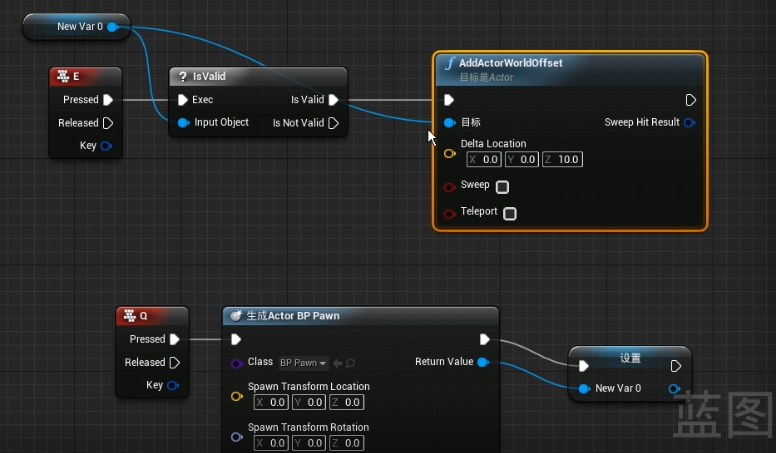 New Var 0
E
Pressed
Released
Key
? IsValid
Exec
Is Valid
Input Object
Is Not Valid
f AddActorWorldOffset
目标是Actor
目标
Sweep Hit Result
Delta Location
X 0.0 Y 0.0 Z 10.0
Sweep
Teleport
Q
Pressed
Released
Key
生成Actor BP Pawn
Class BP Pawn
Return Value
Spawn Transform Location
X 0.0 Y 0.0 Z 0.0
Spawn Transform Rotation
X 0.0 Y 0.0 Z 0.0
设置
New Var 0
蓝图